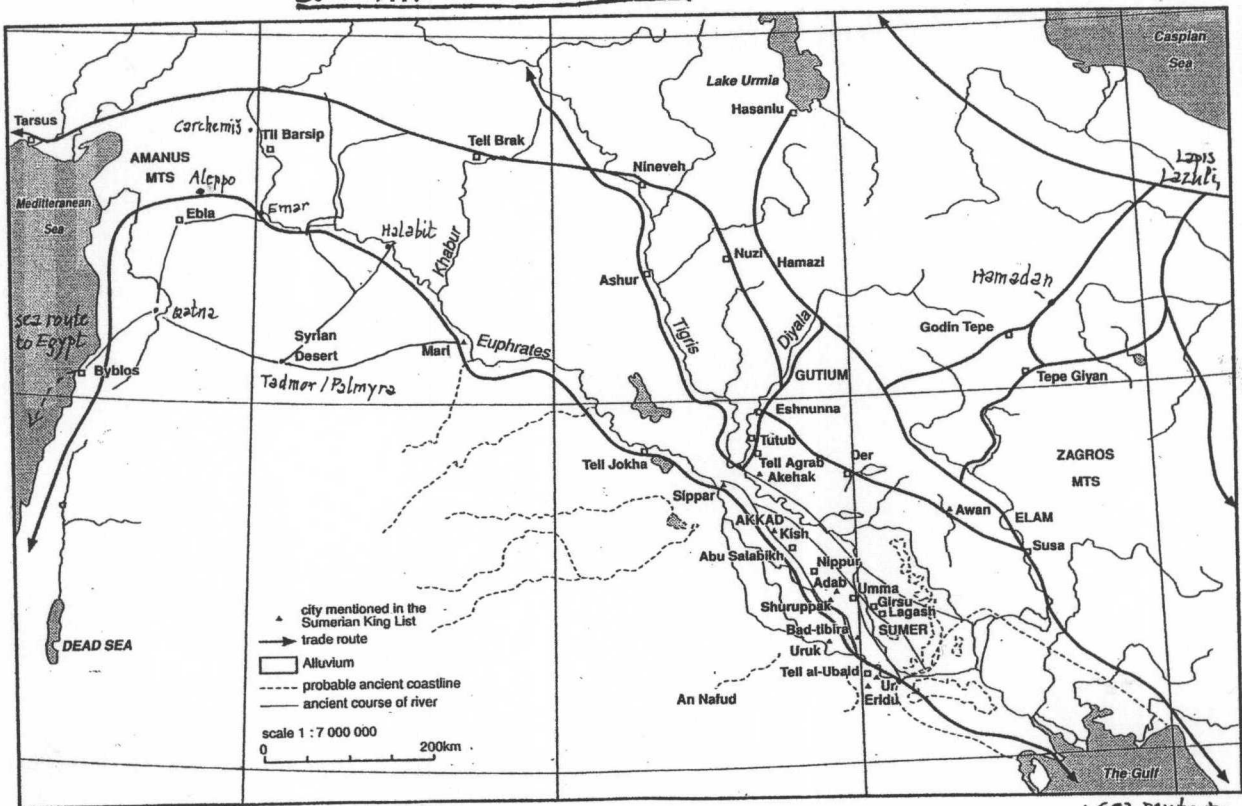 Caspian
Sea
Lake Urmia
Hasanlu
Tarsus
Carchemiš
Til Barsip
Tell Brak
AMANUS
MTS
Nineveh
Lapis
Lazuli
Aleppo
Mediterranean
Sea
Ebla
Emar
Halabit
Khabur
Nuzi
Hamazi
Ashur
Hamadan
Qatna
Tigris
Diyala
Godin Tepe
sea route
to Egypt
Syrian
Desert
Mari
Euphrates
Byblos
Tadmor/Palmyra
GUTIUM
Tepe Giyan
Eshnunna
Tutub
Tell Agrab
Akehak
Der
ZAGROS
MTS
Tell Jokha
Sippar
Awan
ELAM
AKKAD
Kish
Susa
Abu Salabikh
Nippur
Adab
Umma
Girsu
Lagash
Shuruppak
SUMER
Bad-tibira
Uruk
Tell al-Ubaid
Ur
Eridu
An Nafud
The Gulf
DEAD SEA
city mentioned in the
Sumerian King List
trade route
Alluvium
probable ancient coastline
ancient course of river
scale 1 : 7 000 000
0 200km